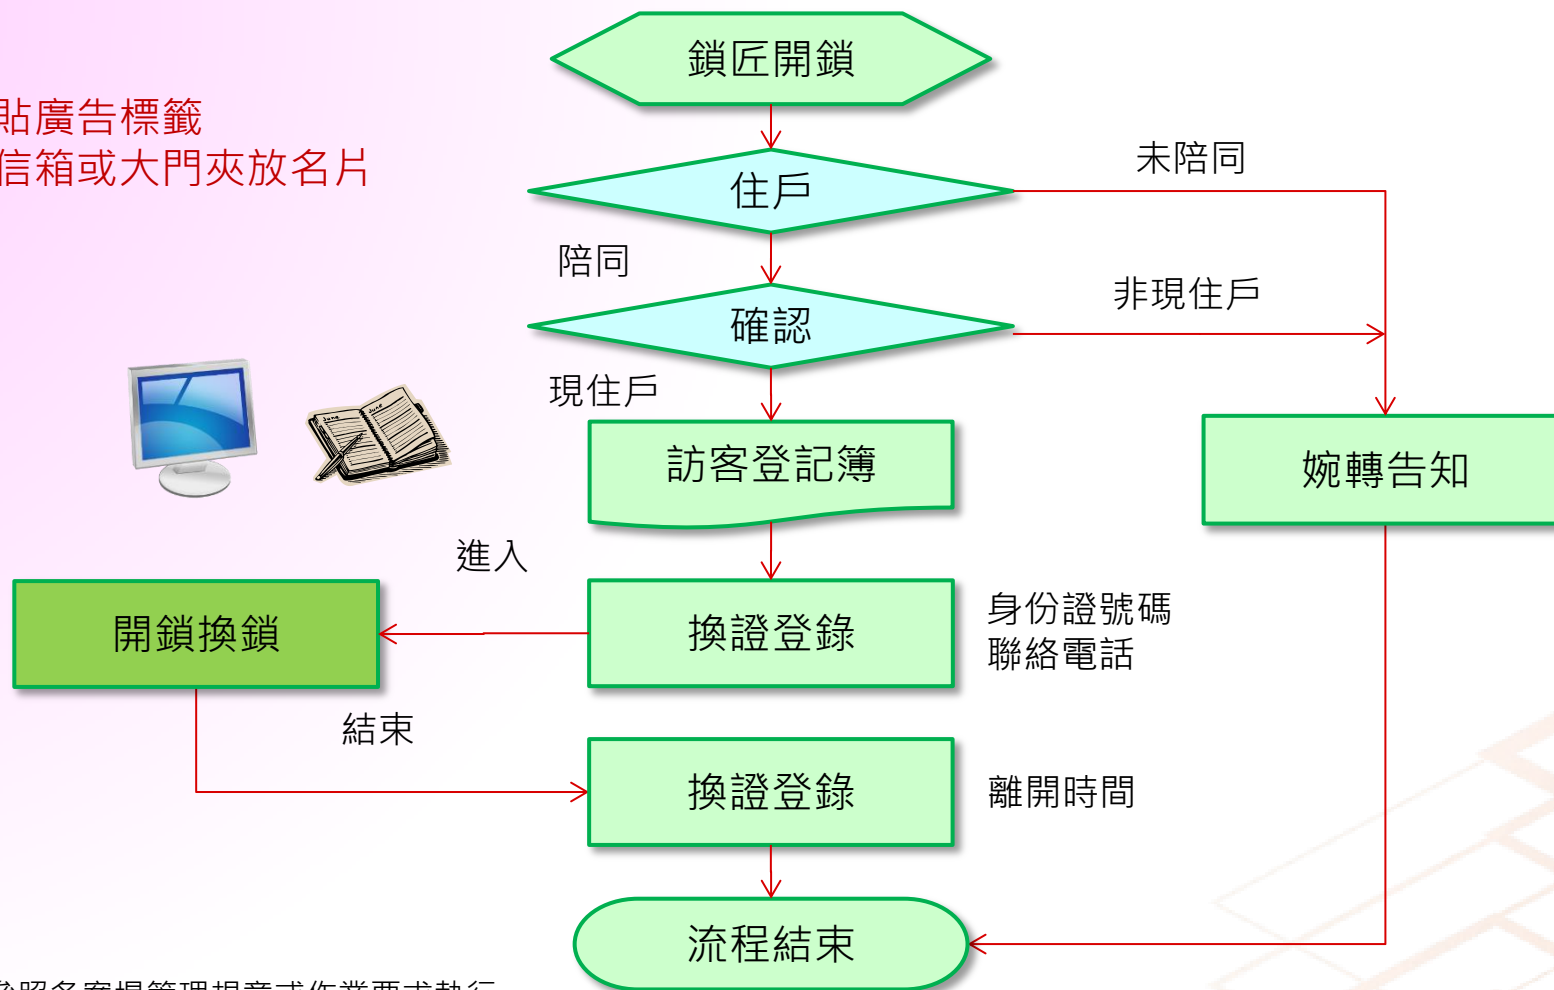 鎖匠開鎖
貼廣告標籤
信箱或大門夾放名片
未陪同
住戶
陪同
非現住戶
確認
現住戶
訪客登記簿
婉轉告知
進入
開鎖換鎖
換證登錄
身份證號碼
聯絡電話
結束
換證登錄
離開時間
流程結束